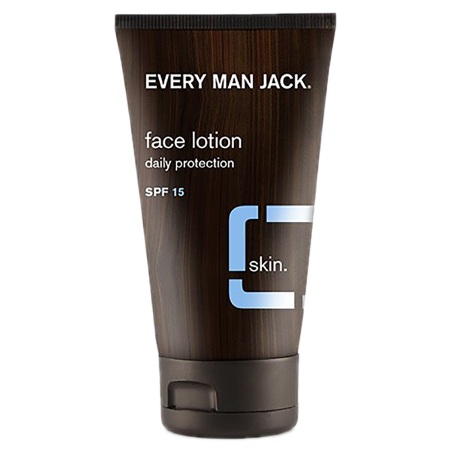 EVERY MAN JACK.
face lotion
daily protection
SPF 15
skin.